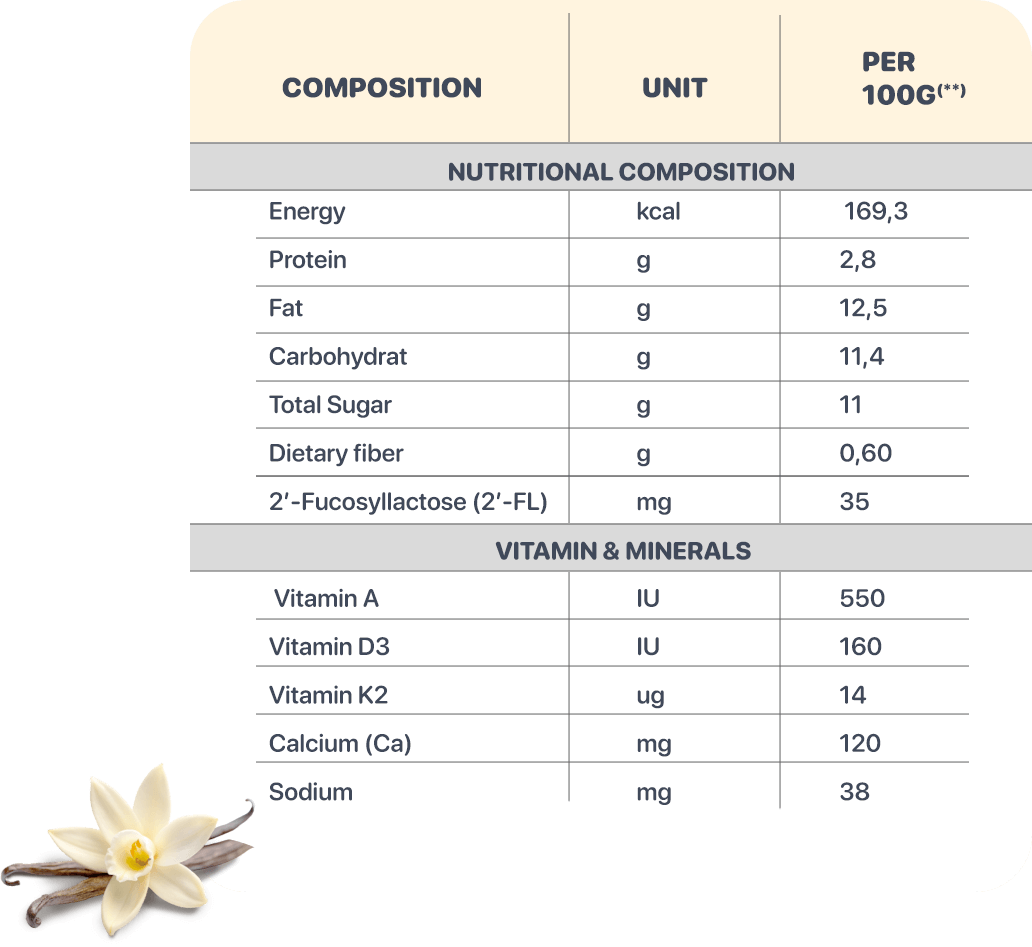 COMPOSITION UNIT PER
100G(**)
NUTRITIONAL COMPOSITION
Energy kcal 169,3
Protein g 2,8
Fat g 12,5
Carbohydrat g 11,4
Total Sugar g 11
Dietary fiber g 0,60
2′-Fucosyllactose (2′-FL) mg 35
VITAMIN & MINERALS
Vitamin A IU 550
Vitamin D3 IU 160
Vitamin K2 ug 14
Calcium (Ca) mg 120
Sodium mg 38